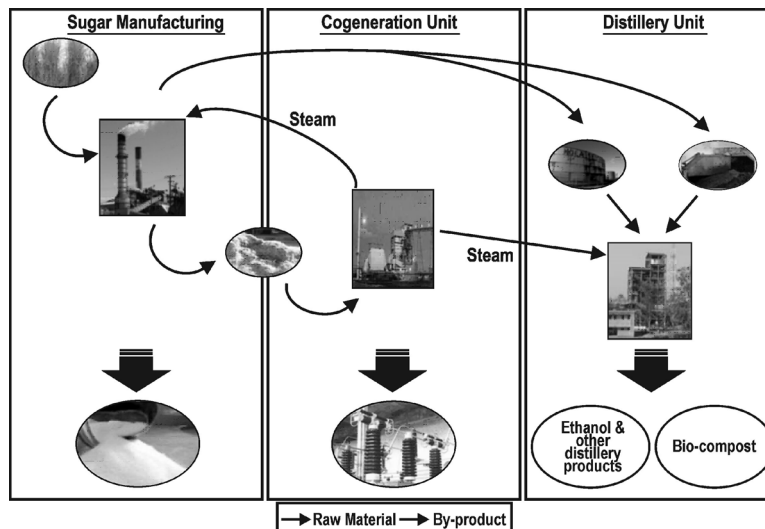 Sugar Manufacturing
Cogeneration Unit
Distillery Unit
Steam
Steam
Ethanol &
other
distillery
products
Bio-compost
Raw Material
By-product